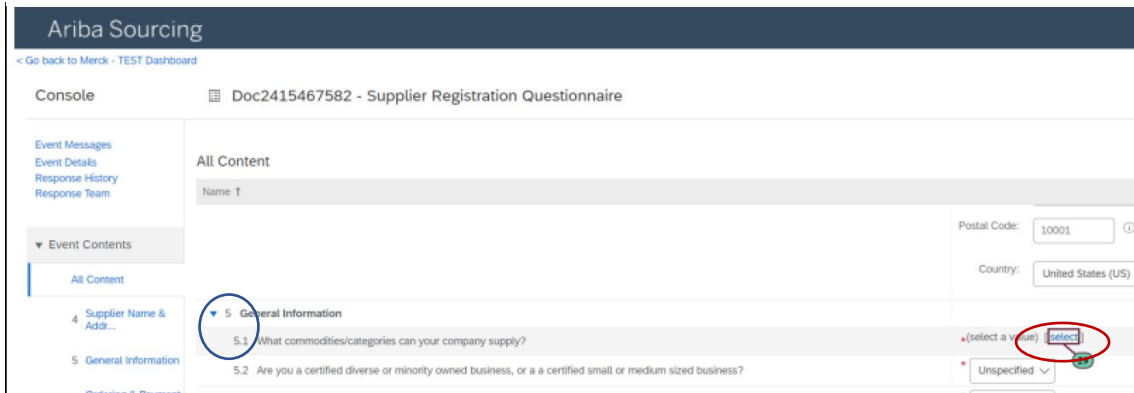 Ariba Sourcing
< Go back to Merck - TEST Dashboard
Console
Doc2415467582 - Supplier Registration Questionnaire
Event Messages
Event Details
Response History
Response Team
All Content
Name ↑
▼ Event Contents
All Content
4 Supplier Name & Addr...
5 General Information
Postal Code: 10001
Country: United States (US)
▼ 5 General Information
5.1 What commodities/categories can your company supply?
*(select a value) [select]
5.2 Are you a certified diverse or minority owned business, or a a certified small or medium sized business?
* Unspecified